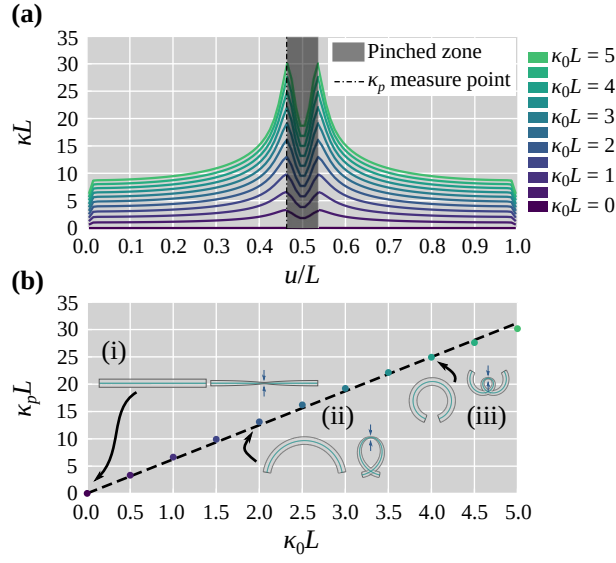 (a)
35
30
25
20
15
10
5
0
κL
Pinched zone
κp measure point
0.0 0.1 0.2 0.3 0.4 0.5 0.6 0.7 0.8 0.9 1.0
u/L
κ0L = 5
κ0L = 4
κ0L = 3
κ0L = 2
κ0L = 1
κ0L = 0
(b)
35
30
25
20
15
10
5
0
κpL
(i)
(ii)
(iii)
0.0 0.5 1.0 1.5 2.0 2.5 3.0 3.5 4.0 4.5 5.0
κ0L